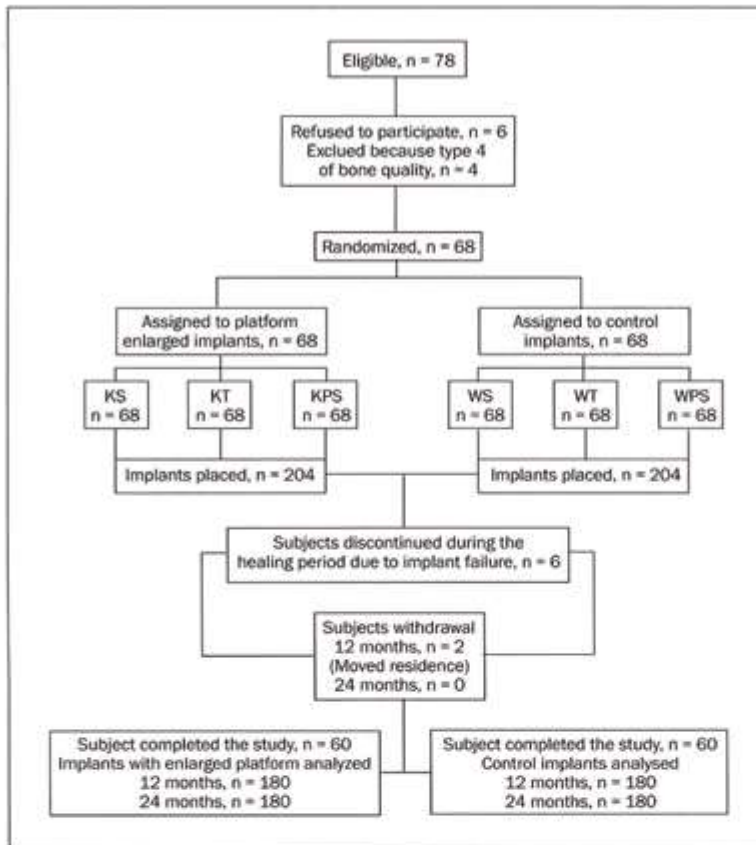 Eligible, n = 78
Refused to participate, n = 6
Exclued because type 4
of bone quality, n = 4
Randomized, n = 68
Assigned to platform
enlarged implants, n = 68
Assigned to control
implants, n = 68
KS
n = 68
KT
n = 68
KPS
n = 68
WS
n = 68
WT
n = 68
WPS
n = 68
Implants placed, n = 204
Implants placed, n = 204
Subjects discontinued during the
healing period due to implant failure, n = 6
Subjects withdrawal
12 months, n = 2
(Moved residence)
24 months, n = 0
Subject completed the study, n = 60
Implants with enlarged platform analyzed
12 months, n = 180
24 months, n = 180
Subject completed the study, n = 60
Control implants analysed
12 months, n = 180
24 months, n = 180